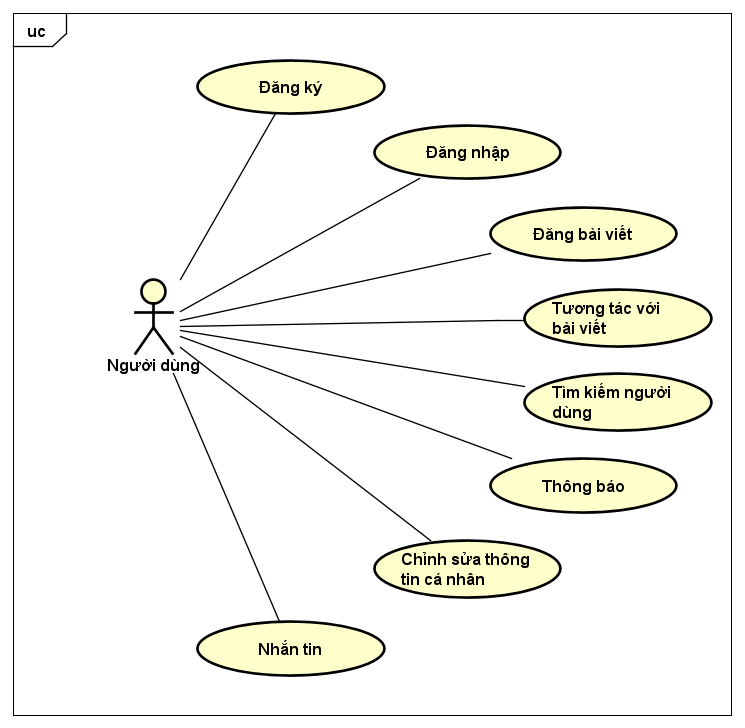 uc
Đăng ký
Đăng nhập
Đăng bài viết
Tương tác với
bài viết
Người dùng
Tìm kiếm người
dùng
Thông báo
Chỉnh sửa thông
tin cá nhân
Nhắn tin